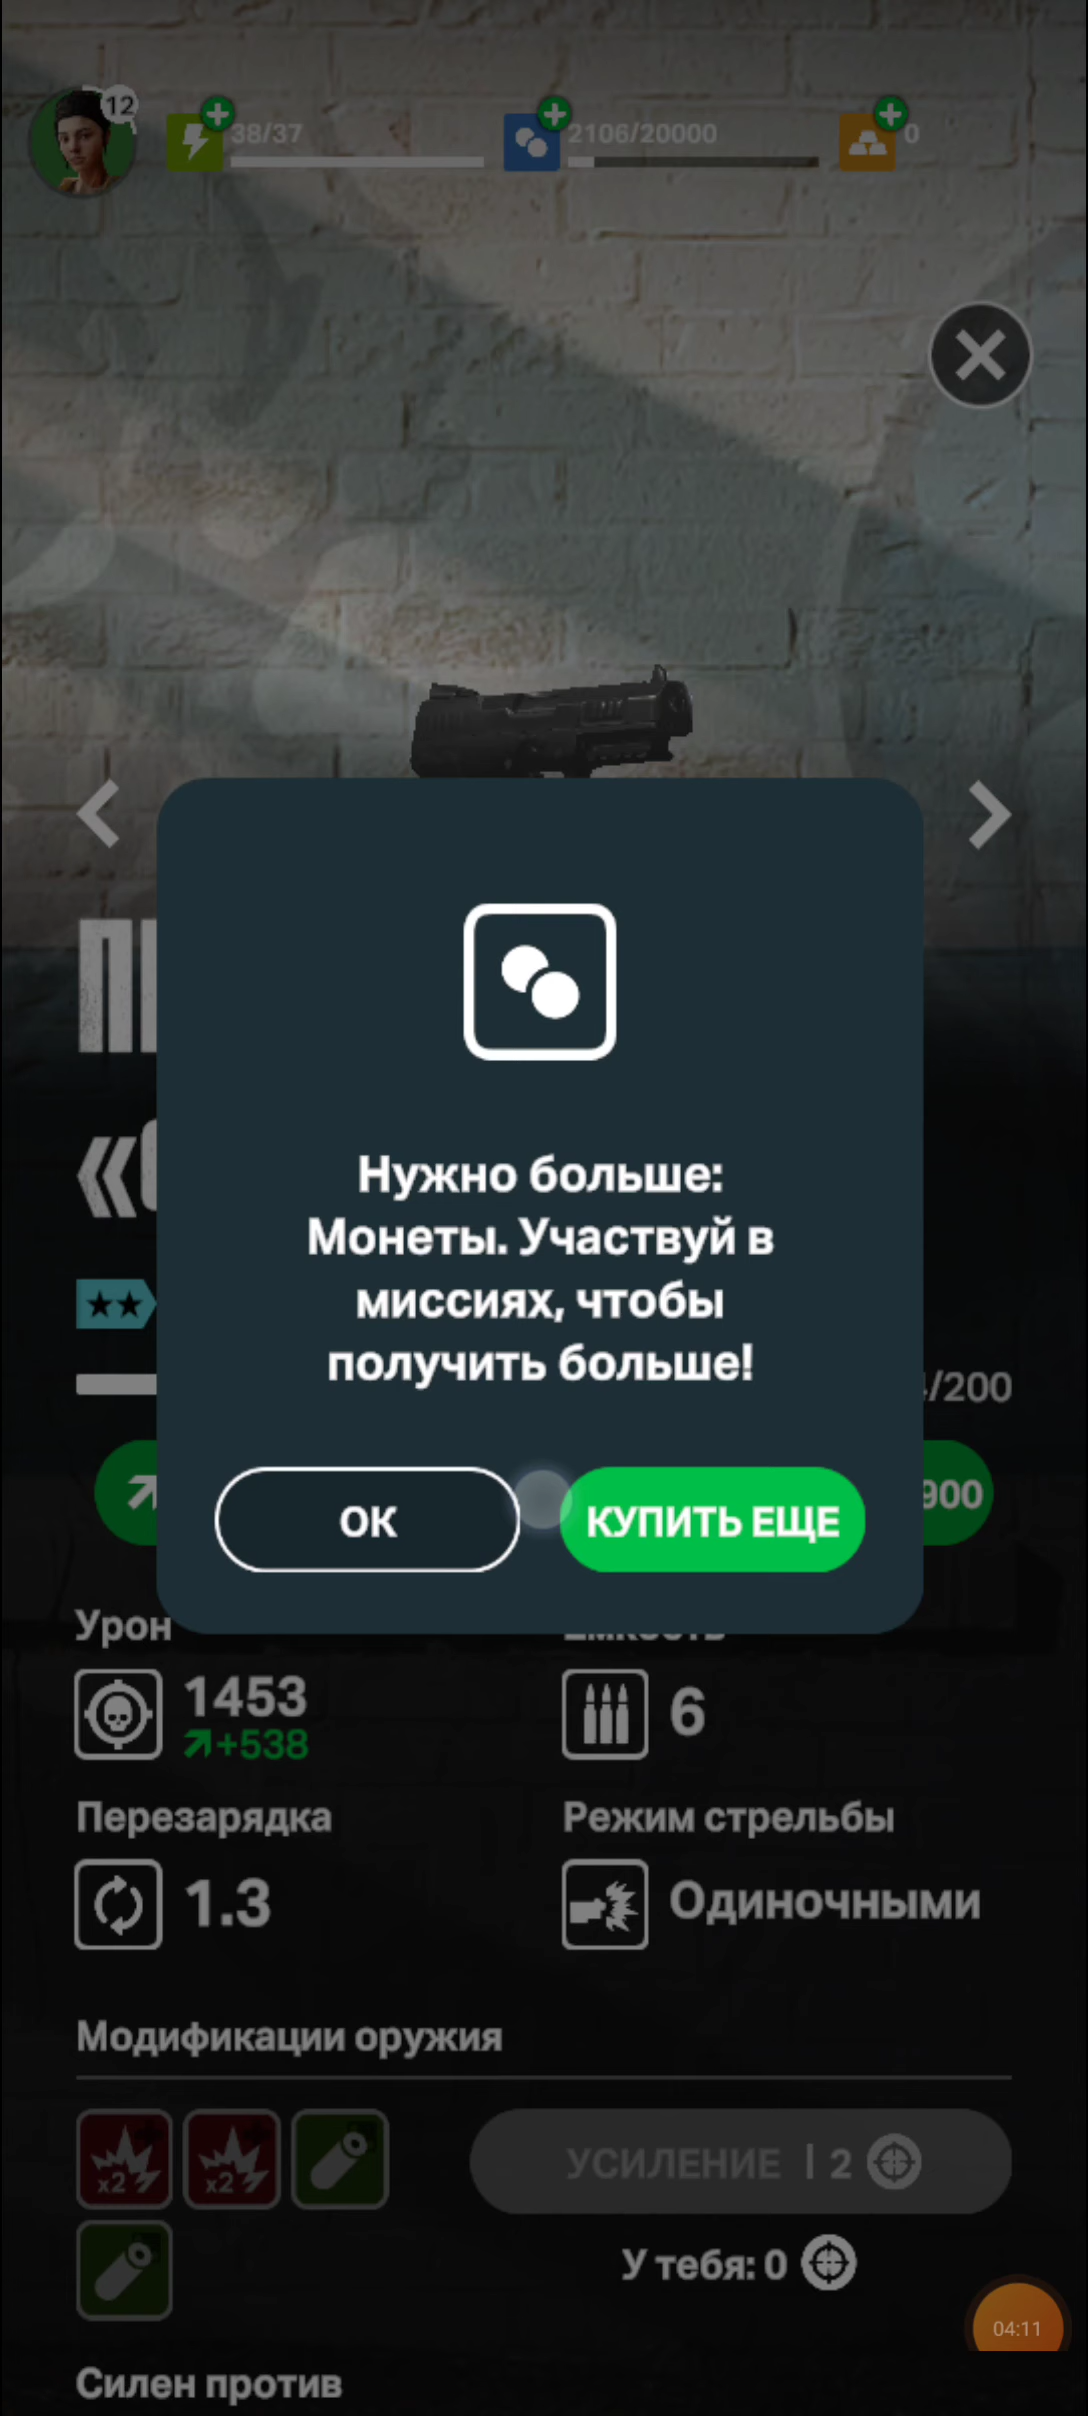 12
38/37
2106/20000
0
Нужно больше:
Монеты. Участвуй в
миссиях, чтобы
получить больше!
/200
ОК
КУПИТЬ ЕЩЕ
900
Урон
1453
+538
6
Перезарядка
1.3
Режим стрельбы
Одиночными
Модификации оружия
x2
x2
УСИЛЕНИЕ | 2
У тебя: 0
04:11
Силен против